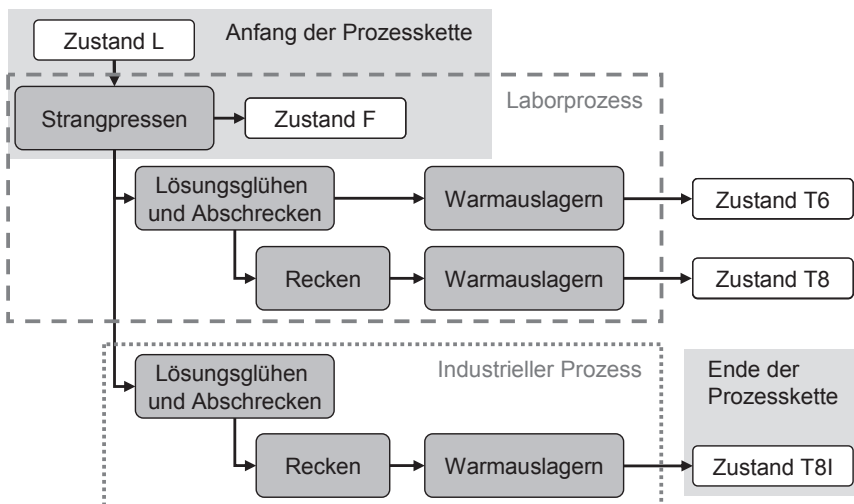 Zustand L
Anfang der Prozesskette
Laborprozess
Strangpressen
Zustand F
Lösungsglühen
und Abschrecken
Warmauslagern
Zustand T6
Recken
Warmauslagern
Zustand T8
Industrieller Prozess
Lösungsglühen
und Abschrecken
Ende der
Prozesskette
Recken
Warmauslagern
Zustand T8I